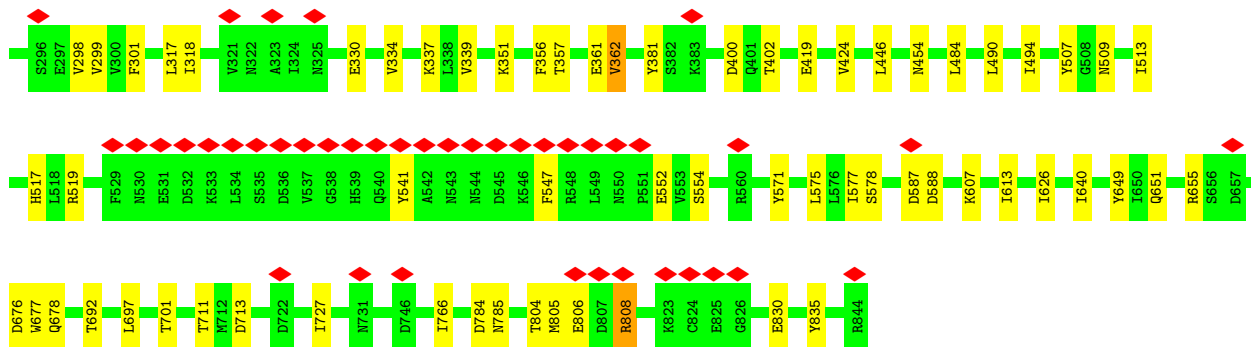 S296 E297 V298 V299 V300 F301 L317 I318 V321 N322 A323 I324 N325 E330 V334 K337 L338 V339 K351 F356 T357 E361 V362 Y381 S382 K383 D400 Q401 T402 E419 V424 L446 N454 L484 L490 I494 Y507 G508 N509 I513
H517 L518 R519 F529 N530 E531 D532 K533 L534 S535 D536 V537 G538 H539 Q540 Y541 A542 N543 N544 D545 K546 F547 R548 L549 N550 P551 E552 V553 S554 R560 Y571 L575 L576 I577 S578 D587 D588 K607 I613 I626 I640 Y649 I650 Q651 R655 S656 D657
D676 W677 Q678 T692 L697 T701 T711 M712 D713 D722 I727 N731 D746 I766 D784 N785 T804 M805 E806 D807 R808 K823 C824 E825 G826 E830 Y835 R844